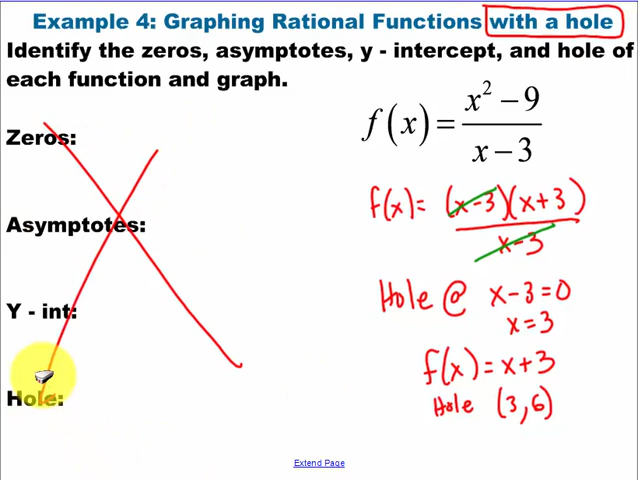 Example 4: Graphing Rational Functions with a hole
Identify the zeros, asymptotes, y - intercept, and hole of
each function and graph.
Zeros:
Asymptotes:
Y - int:
Hole:
f(x) = (x² − 9)/(x − 3)
f(x) = (x-3)(x+3)/(x-3)
Hole @ x-3=0
x=3
f(x) = x+3
Hole (3,6)
Extend Page